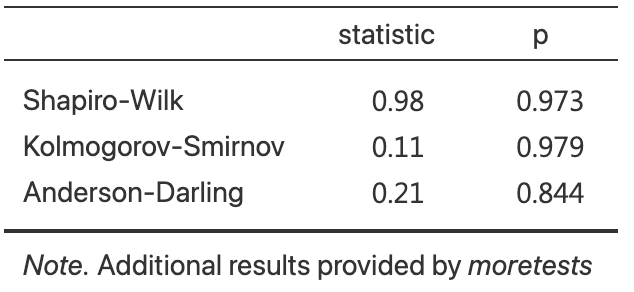 statistic p
Shapiro-Wilk 0.98 0.973
Kolmogorov-Smirnov 0.11 0.979
Anderson-Darling 0.21 0.844
Note. Additional results provided by moretests